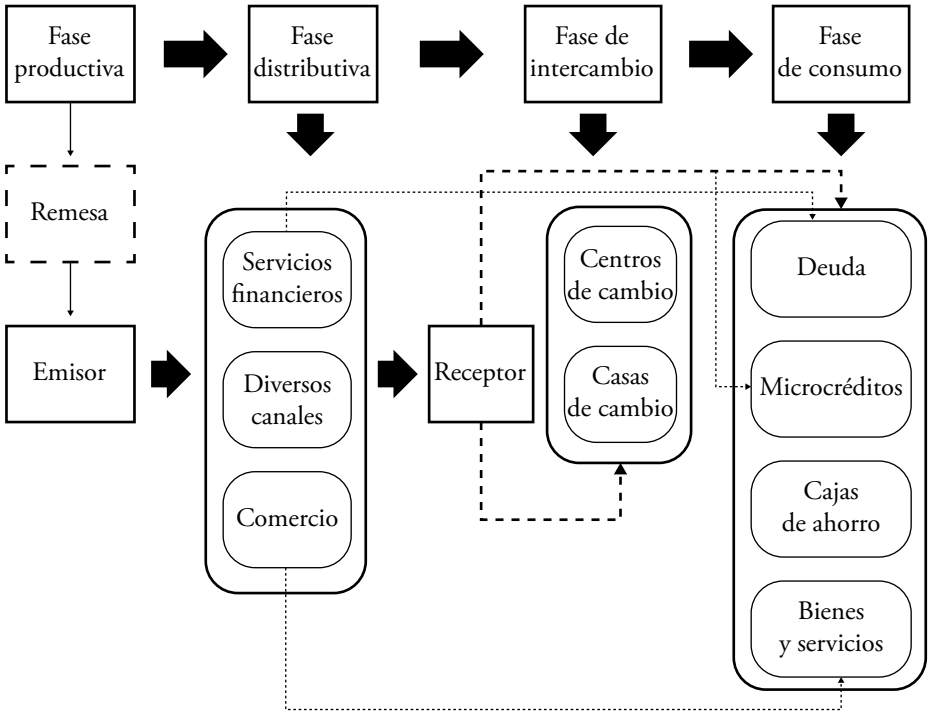 Fase
productiva
Fase
distributiva
Fase de
intercambio
Fase
de consumo
Remesa
Emisor
Servicios
financieros
Diversos
canales
Comercio
Receptor
Centros
de cambio
Casas
de cambio
Deuda
Microcréditos
Cajas
de ahorro
Bienes
y servicios